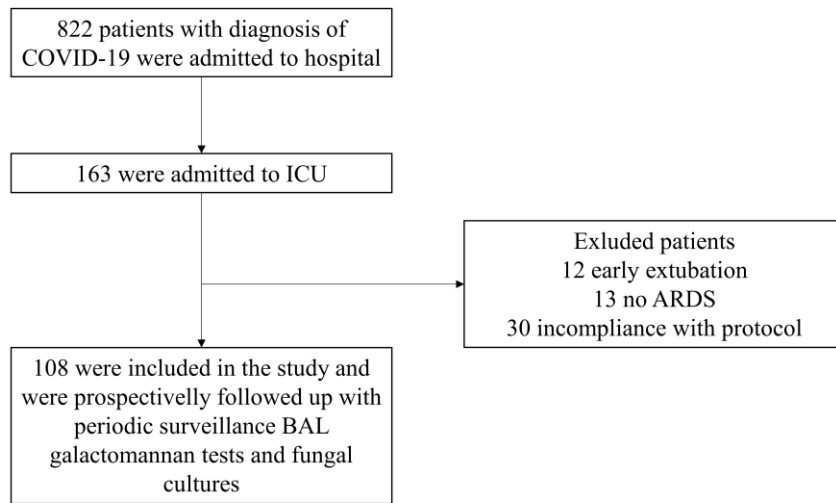 822 patients with diagnosis of
COVID-19 were admitted to hospital
163 were admitted to ICU
Exluded patients
12 early extubation
13 no ARDS
30 incompliance with protocol
108 were included in the study and
were prospectivelly followed up with
periodic surveillance BAL
galactomannan tests and fungal
cultures